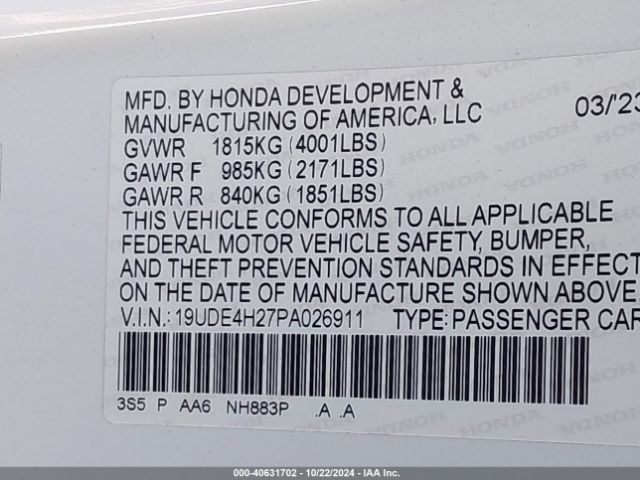 MFD. BY HONDA DEVELOPMENT &
MANUFACTURING OF AMERICA, LLC 03/'23
GVWR 1815KG (4001LBS)
GAWR F 985KG (2171LBS)
GAWR R 840KG (1851LBS)
THIS VEHICLE CONFORMS TO ALL APPLICABLE
FEDERAL MOTOR VEHICLE SAFETY, BUMPER,
AND THEFT PREVENTION STANDARDS IN EFFECT
ON THE DATE OF MANUFACTURE SHOWN ABOVE.
V.I.N.: 19UDE4H27PA026911 TYPE: PASSENGER CAR
3S5 P AA6 NH883P .A .A
HONDA HONDA HONDA
000-40631702 - 10/22/2024 - IAA Inc.